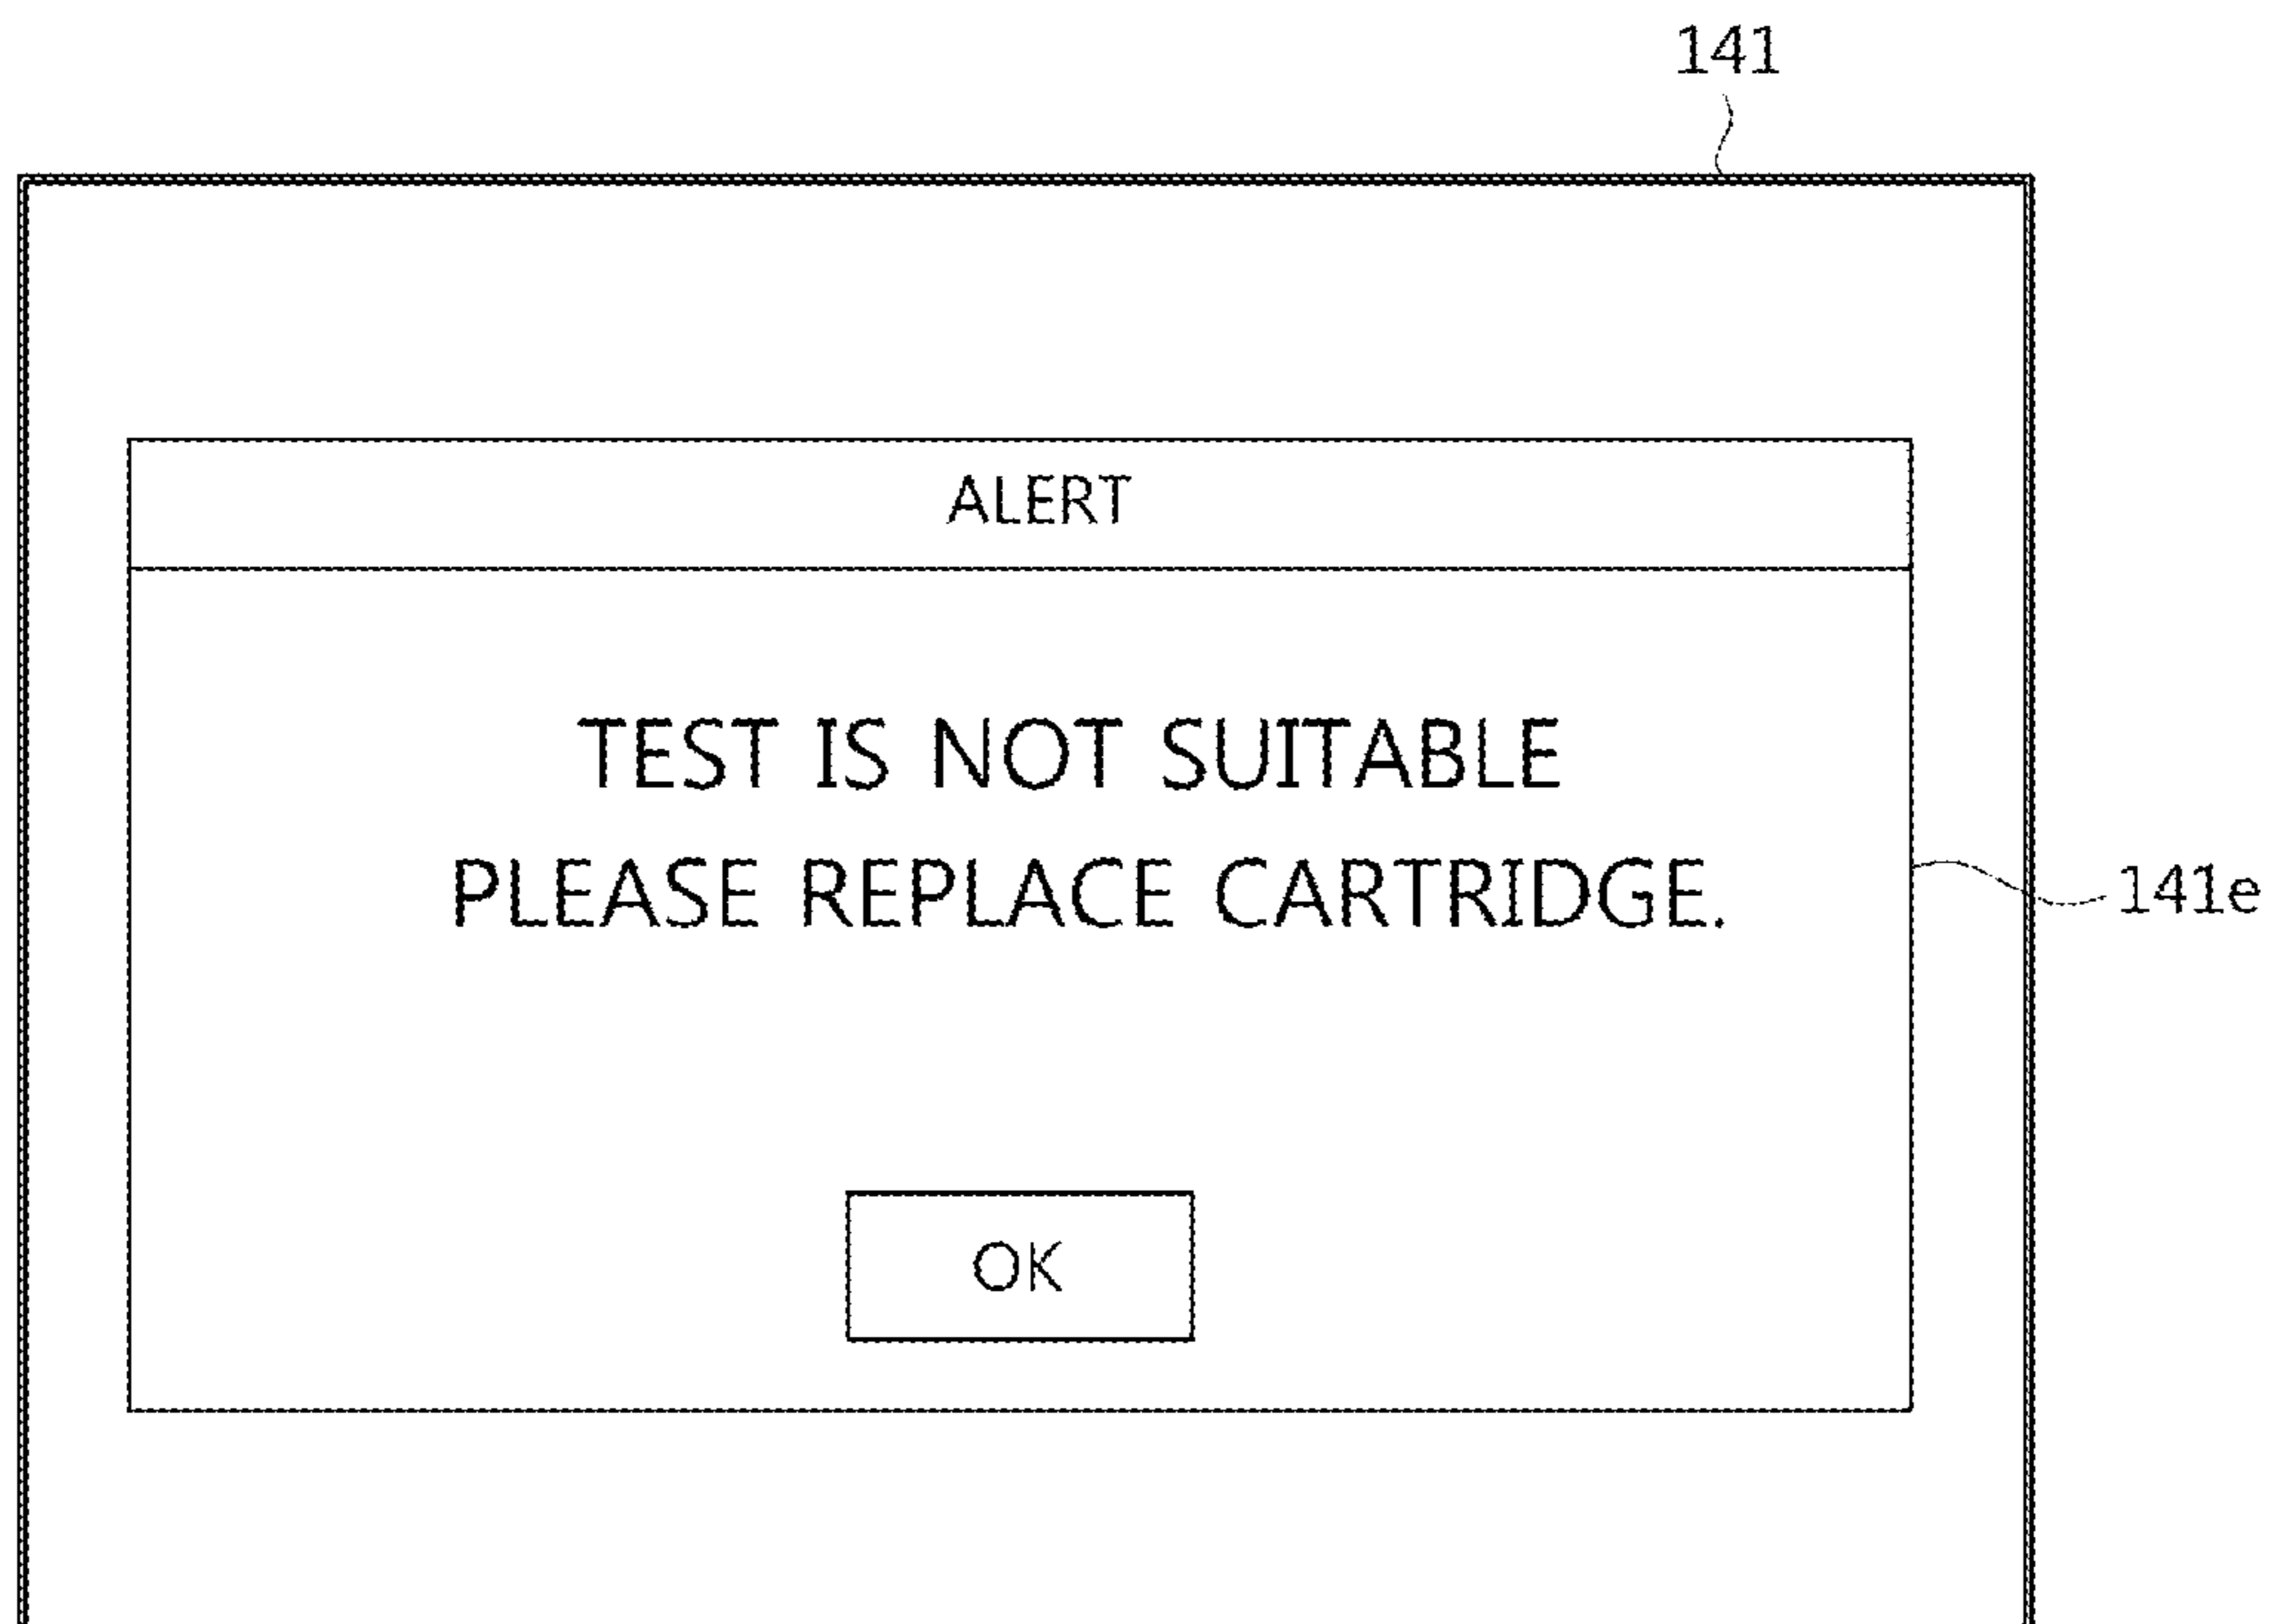 141
ALERT
TEST IS NOT SUITABLE
PLEASE REPLACE CARTRIDGE.
141e
OK